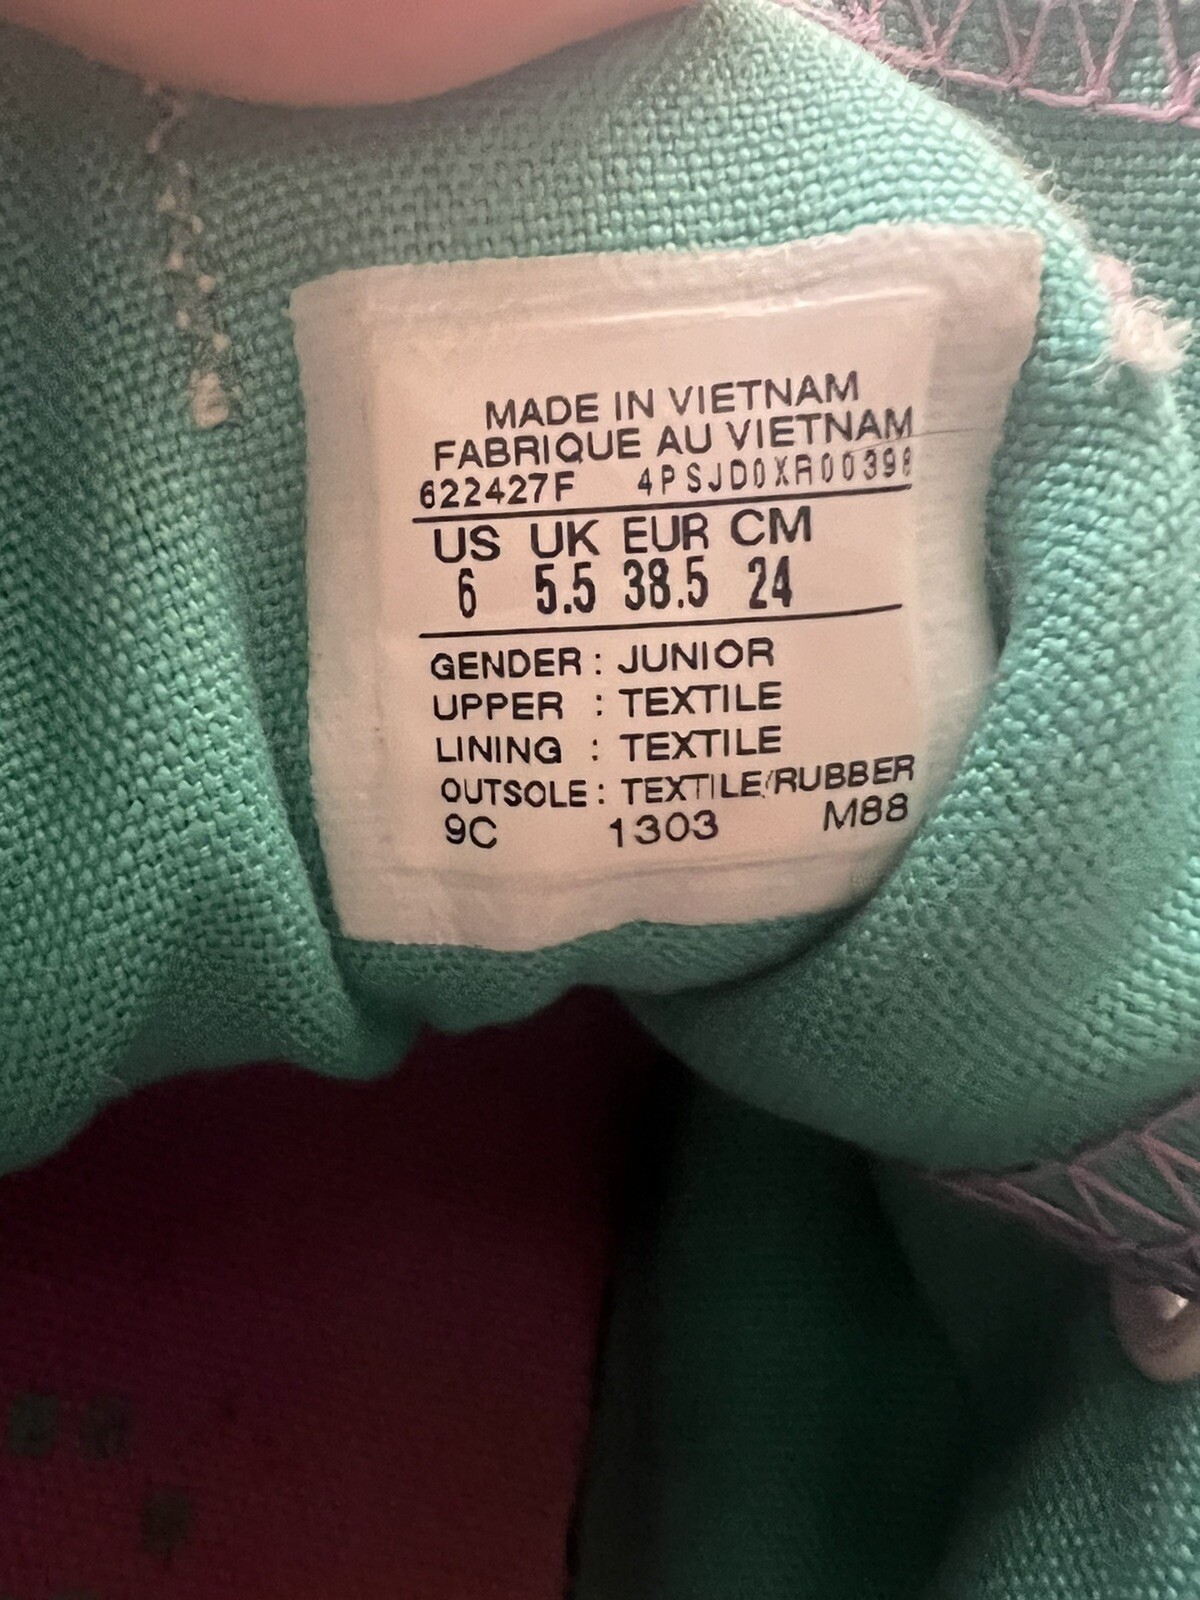 MADE IN VIETNAM
FABRIQUE AU VIETNAM
622427F 4PSJD0XR00398
US UK EUR CM
6 5.5 38.5 24
GENDER : JUNIOR
UPPER : TEXTILE
LINING : TEXTILE
OUTSOLE : TEXTILE/RUBBER
9C 1303 M88